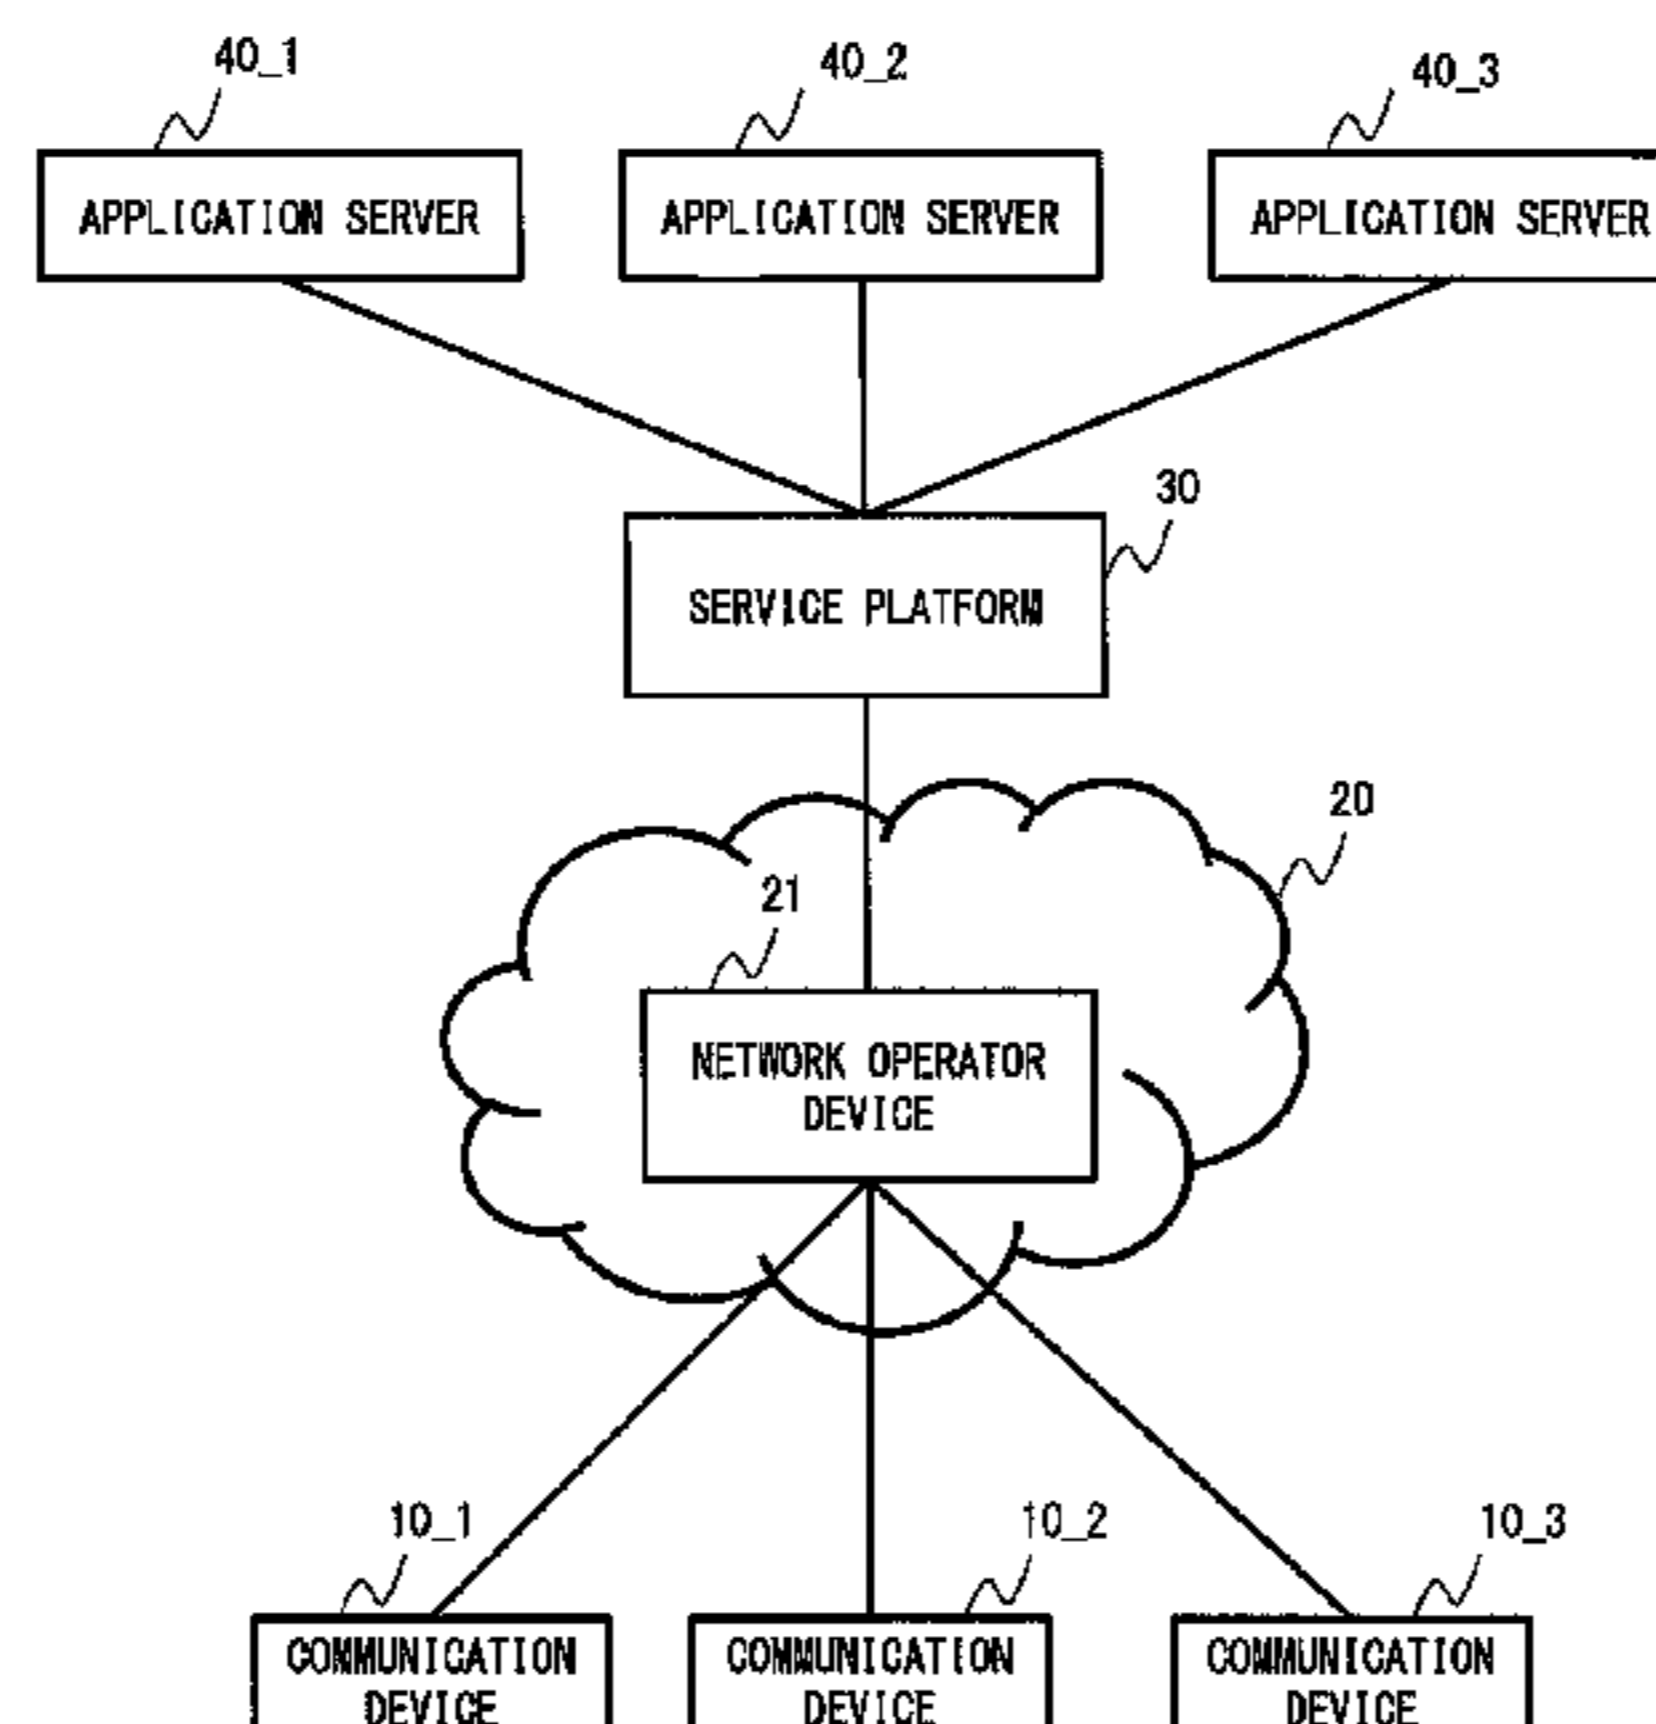 40_1 40_2 40_3
APPLICATION SERVER APPLICATION SERVER APPLICATION SERVER
30
SERVICE PLATFORM
20
21
NETWORK OPERATOR
DEVICE
10_1 10_2 10_3
COMMUNICATION COMMUNICATION COMMUNICATION
DEVICE DEVICE DEVICE